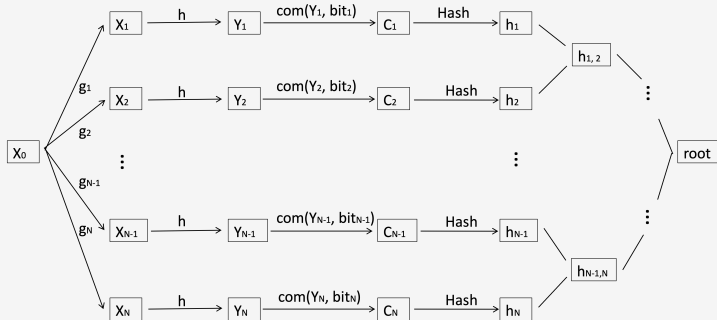 X₁ h Y₁ com(Y₁, bit₁) C₁ Hash h₁
h₁, ₂
g₁
X₂ h Y₂ com(Y₂, bit₂) C₂ Hash h₂
g₂
X₀ root
gN-1
XN-1 h YN-1 com(YN-1, bitN-1) CN-1 Hash hN-1
gN
hN-1,N
XN h YN com(YN, bitN) CN Hash hN